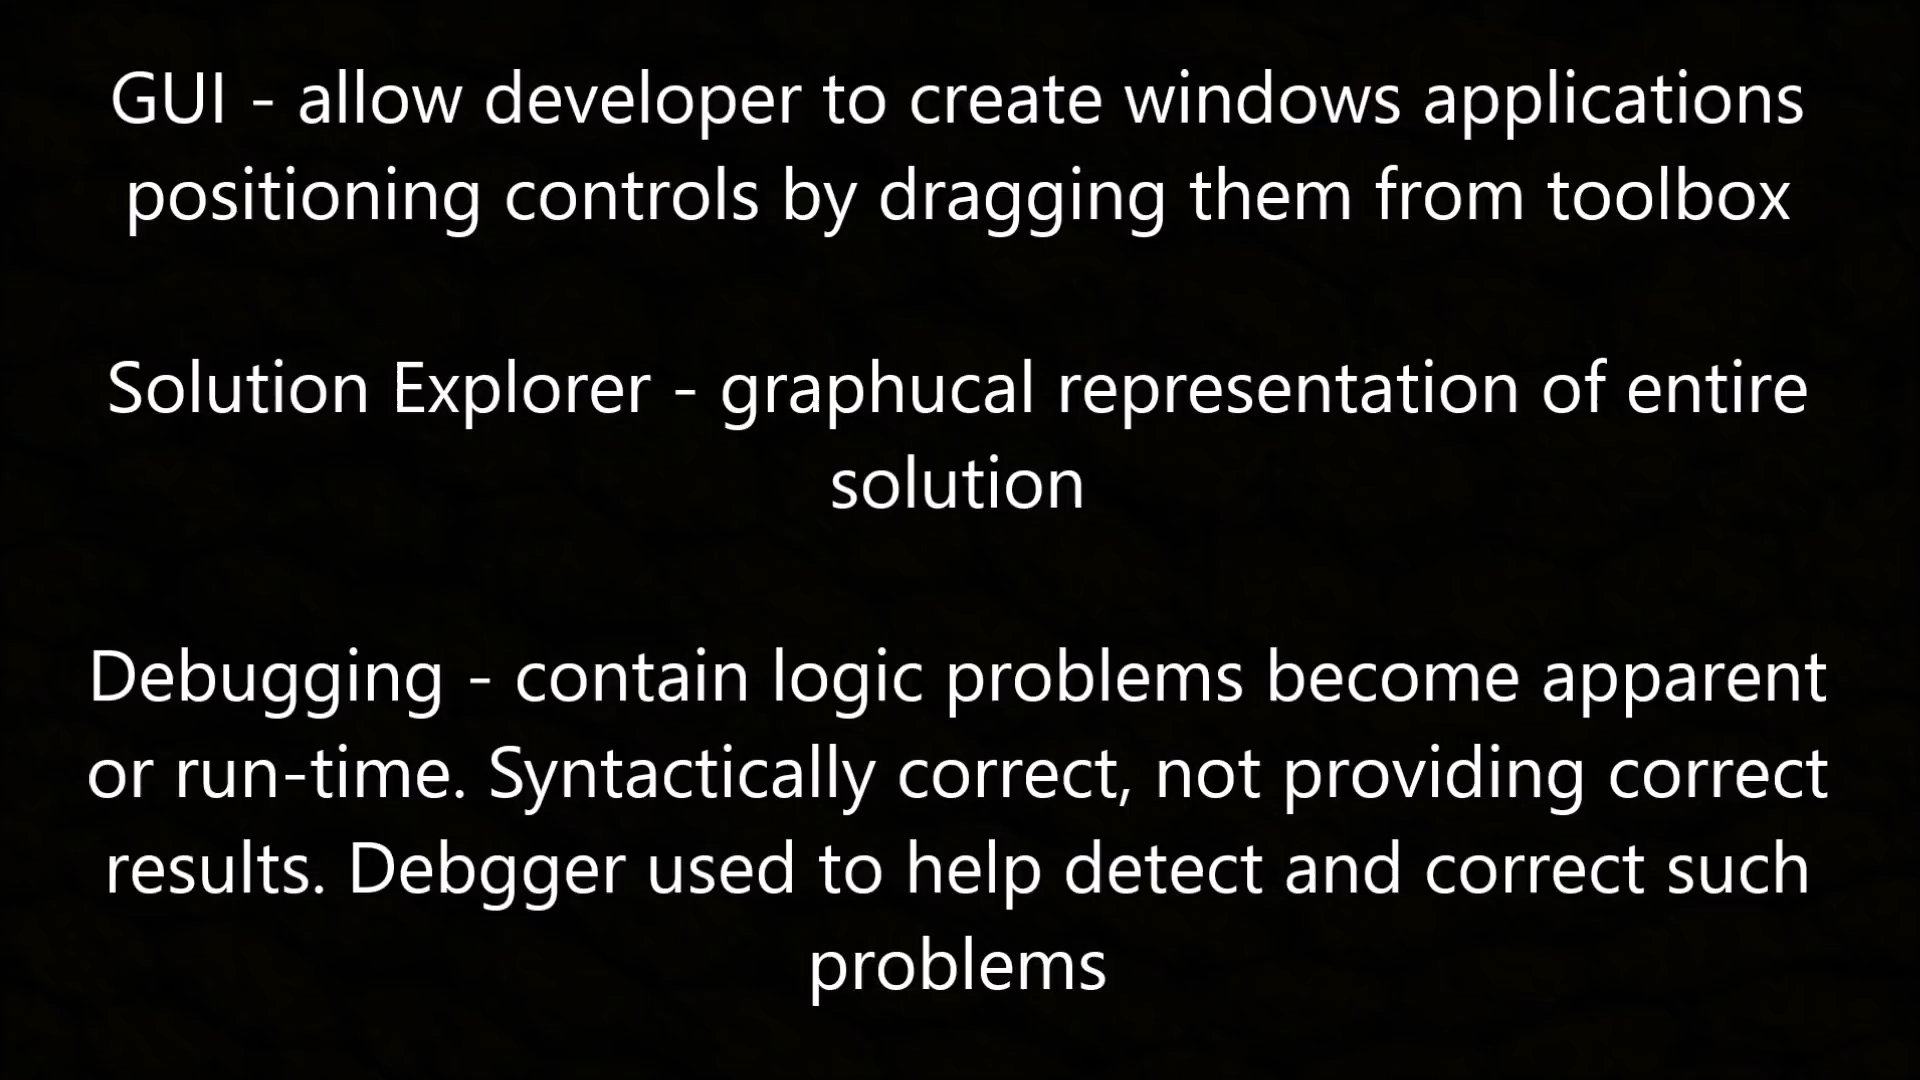 GUI - allow developer to create windows applications
positioning controls by dragging them from toolbox
Solution Explorer - graphucal representation of entire
solution
Debugging - contain logic problems become apparent
or run-time. Syntactically correct, not providing correct
results. Debgger used to help detect and correct such
problems